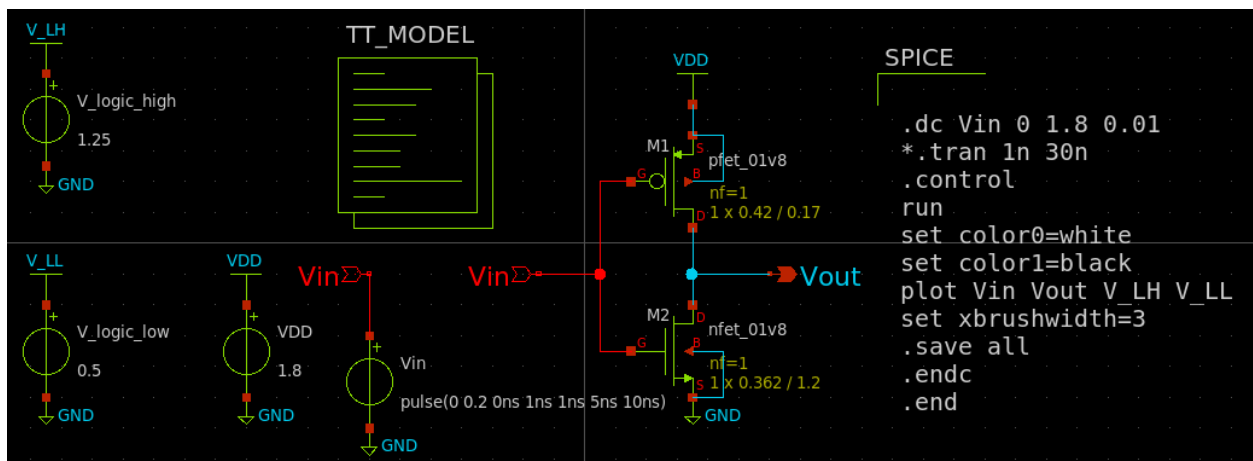 V_LH
V_logic_high
1.25
GND
TT_MODEL
VDD
M1
S
pfet_01v8
G
B
nf=1
D
1 x 0.42 / 0.17
SPICE
.dc Vin 0 1.8 0.01
*.tran 1n 30n
.control
run
set color0=white
set color1=black
plot Vin Vout V_LH V_LL
set xbrushwidth=3
.save all
.endc
.end
V_LL
V_logic_low
0.5
GND
VDD
VDD
1.8
GND
Vin
Vin
pulse(0 0.2 0ns 1ns 1ns 5ns 10ns)
GND
Vin
Vout
M2
D
nfet_01v8
G
B
nf=1
S
1 x 0.362 / 1.2
GND